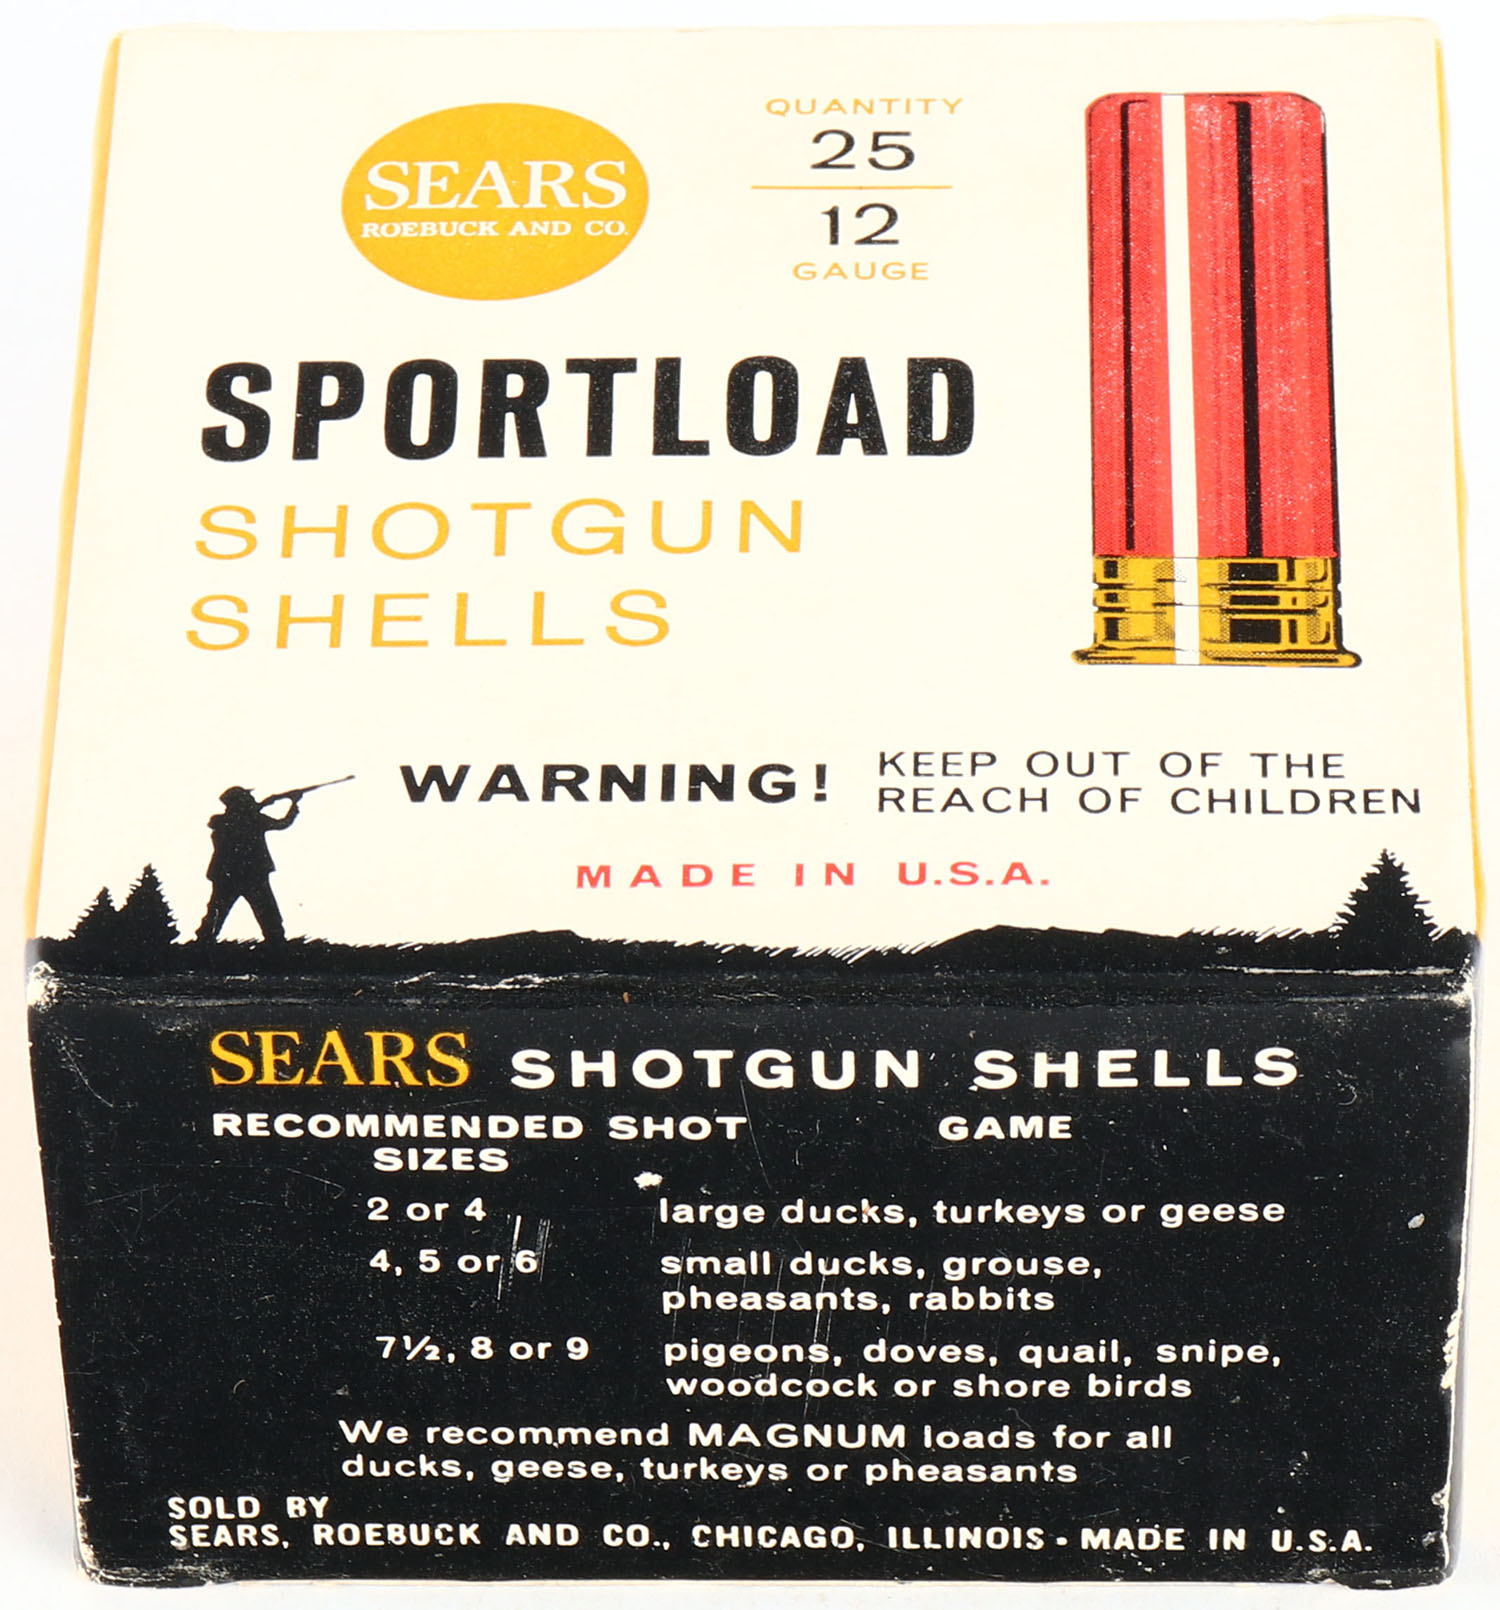 SEARS
ROEBUCK AND CO.
QUANTITY
25
12
GAUGE
SPORTLOAD
SHOTGUN
SHELLS
WARNING!
KEEP OUT OF THE
REACH OF CHILDREN
MADE IN U.S.A.
SEARS SHOTGUN SHELLS
RECOMMENDED SHOT GAME
SIZES
2 or 4 large ducks, turkeys or geese
4, 5 or 6 small ducks, grouse,
pheasants, rabbits
7½, 8 or 9 pigeons, doves, quail, snipe,
woodcock or shore birds
We recommend MAGNUM loads for all
ducks, geese, turkeys or pheasants
SOLD BY
SEARS, ROEBUCK AND CO., CHICAGO, ILLINOIS • MADE IN U.S.A.